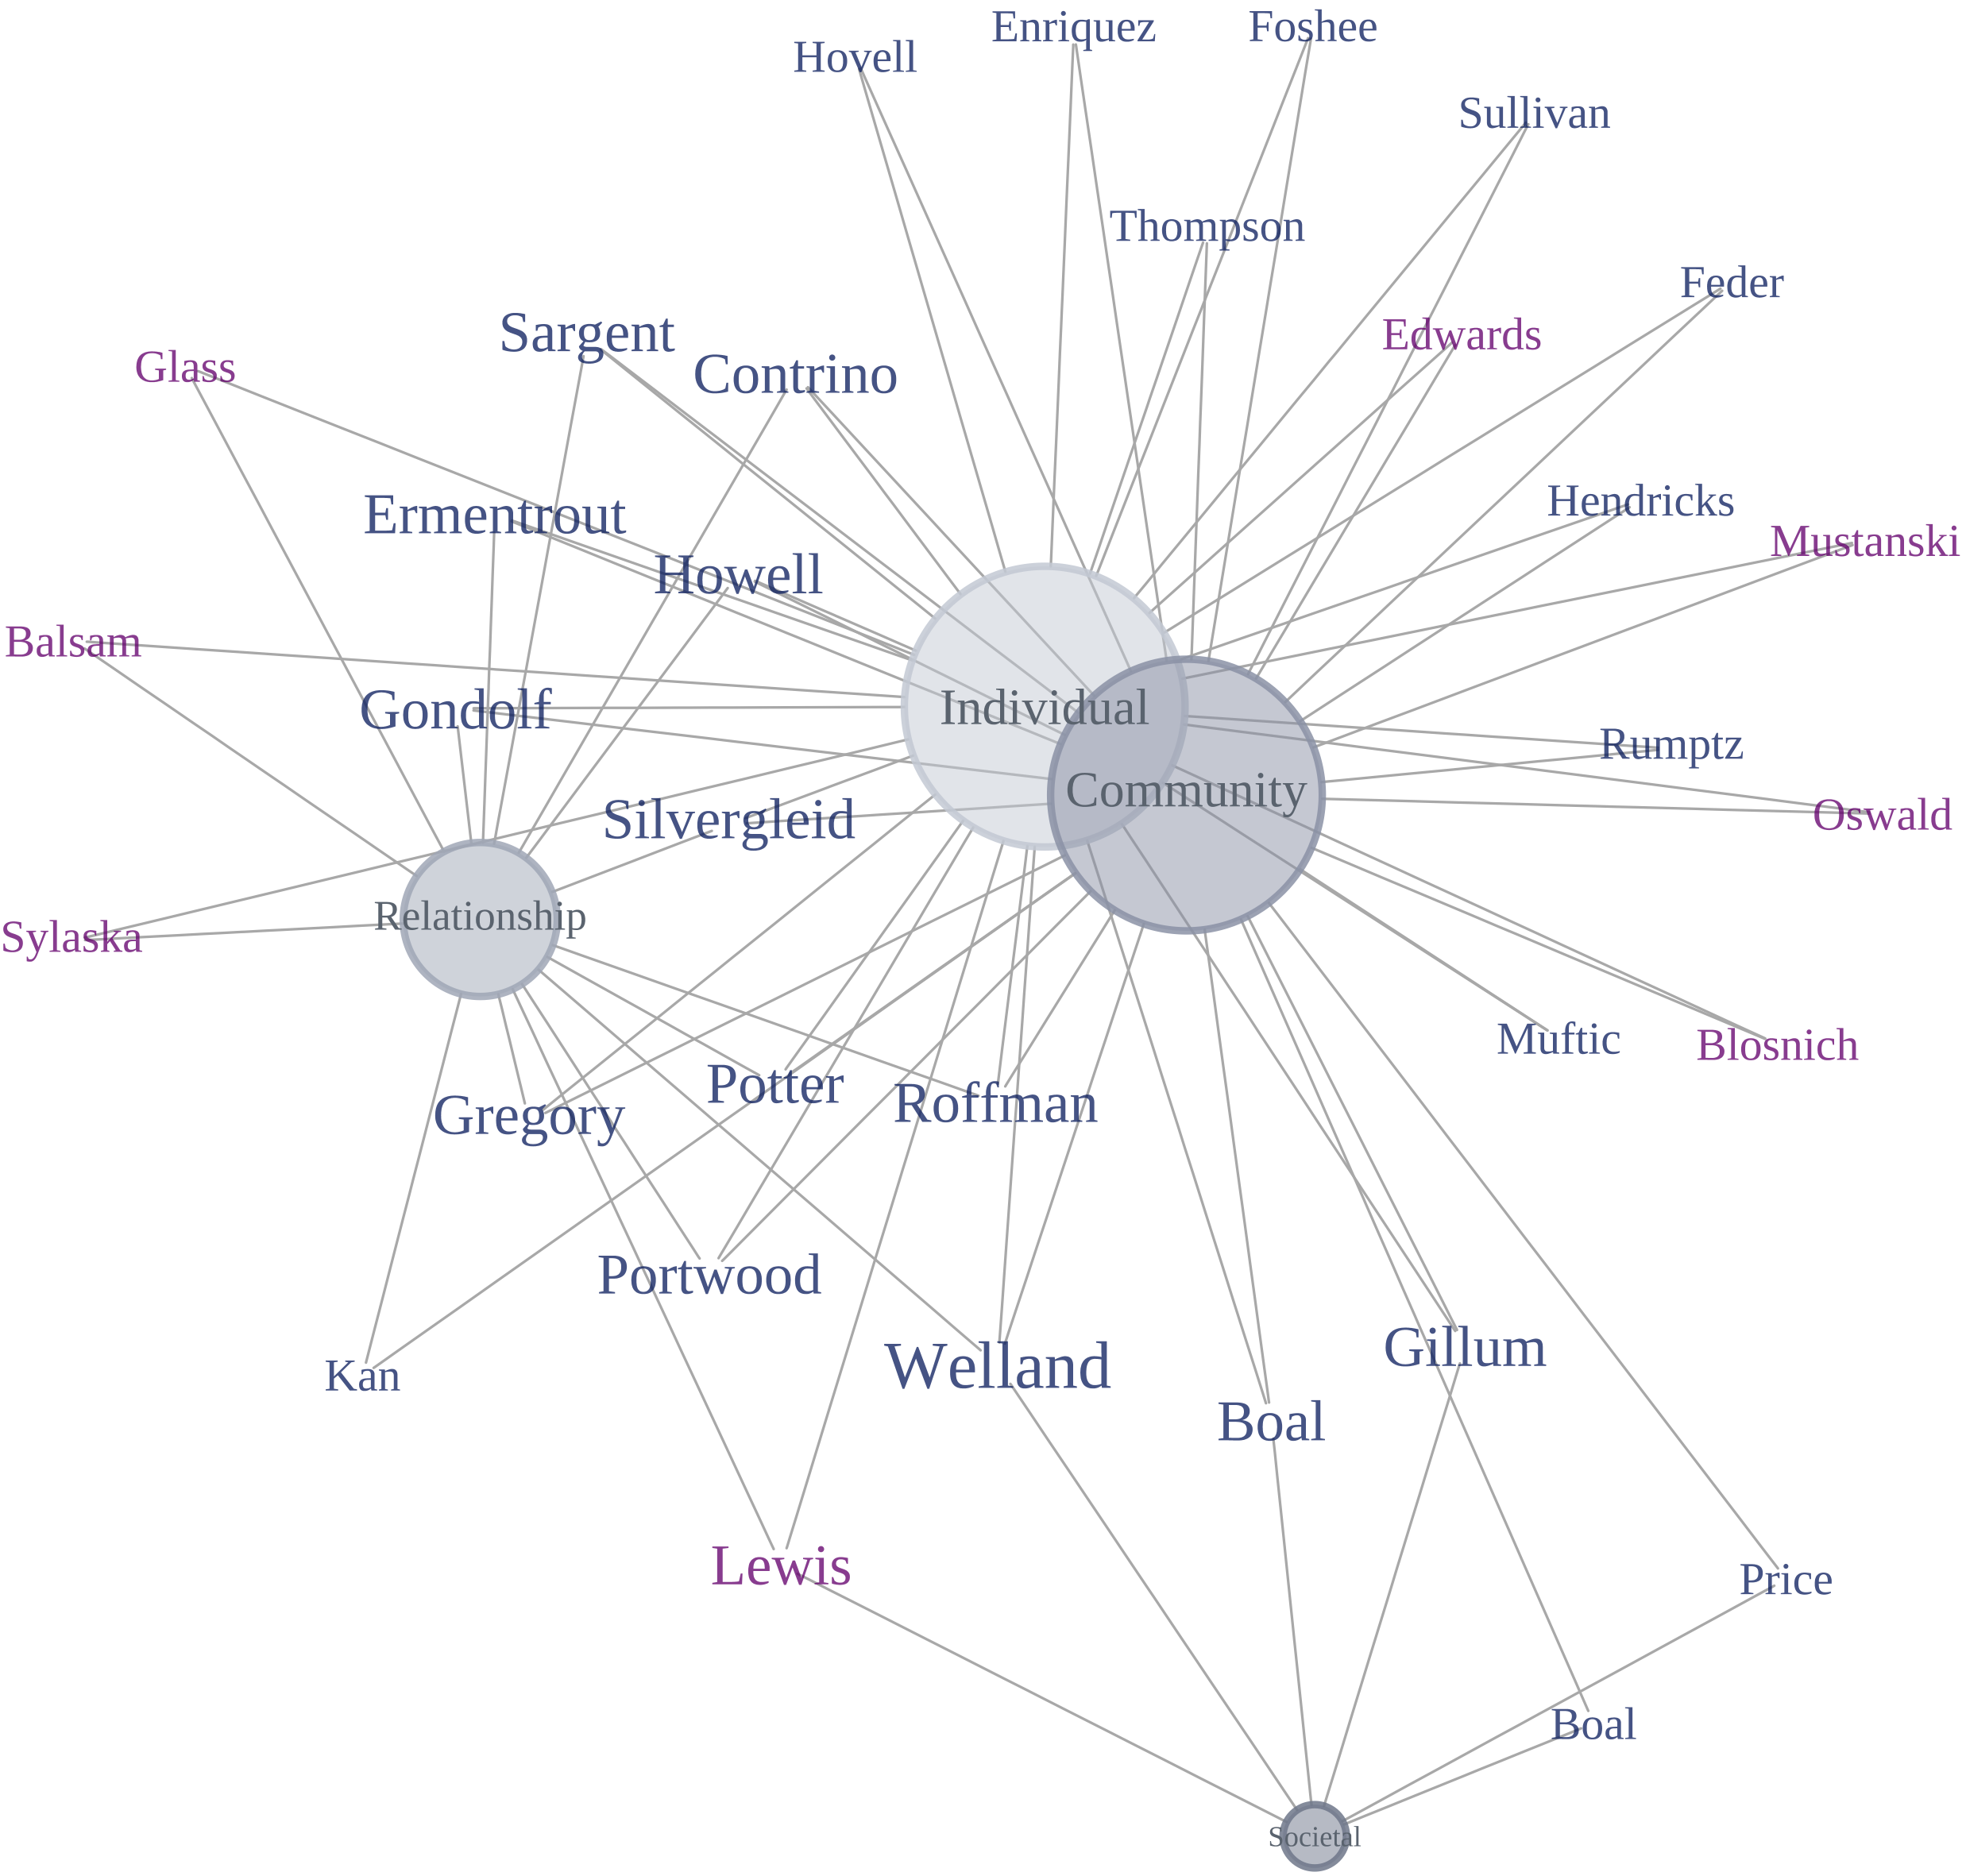 Enriquez
Foshee
Hovell
Sullivan
Thompson
Feder
Sargent
Edwards
Glass
Contrino
Hendricks
Ermentrout
Mustanski
Howell
Balsam
Gondolf
Individual
Rumptz
Community
Silvergleid
Oswald
Relationship
Sylaska
Muftic
Blosnich
Potter
Roffman
Gregory
Portwood
Gillum
Welland
Kan
Boal
Lewis
Price
Boal
Societal